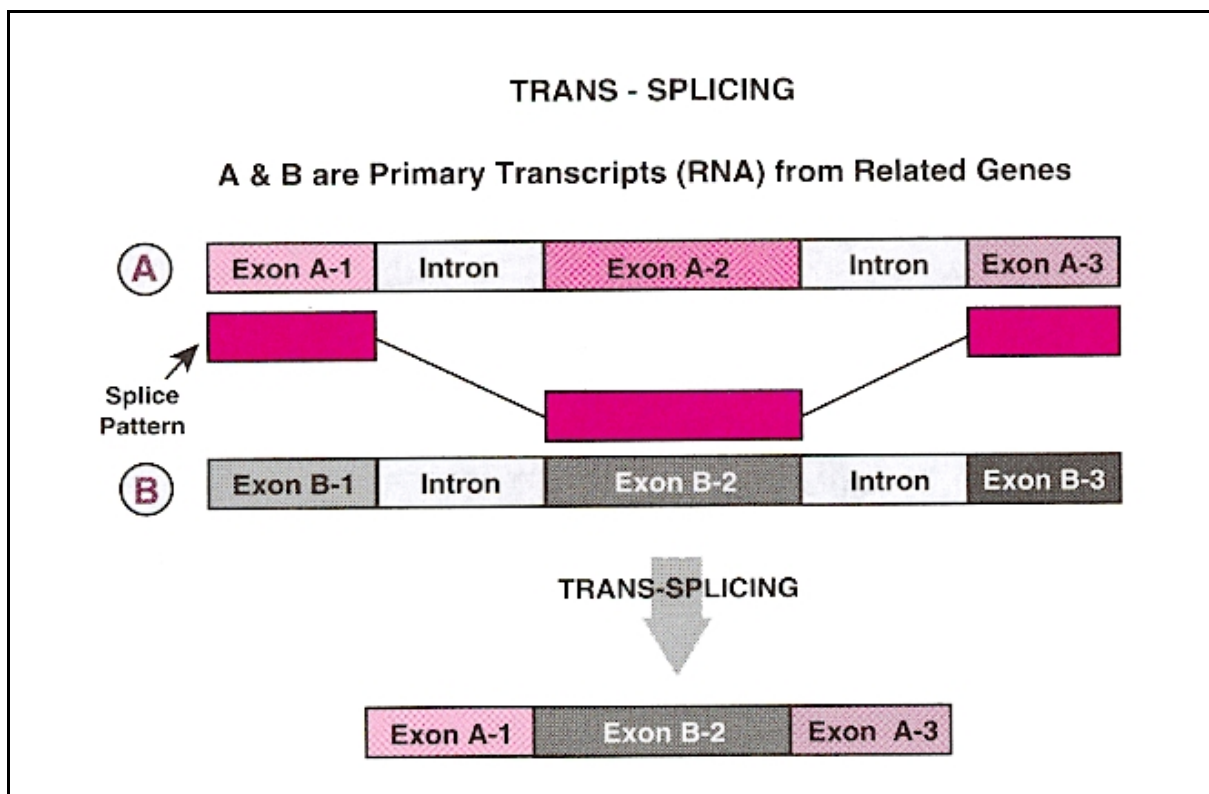 TRANS - SPLICING
A & B are Primary Transcripts (RNA) from Related Genes
A Exon A-1 Intron Exon A-2 Intron Exon A-3
Splice
Pattern
B Exon B-1 Intron Exon B-2 Intron Exon B-3
TRANS-SPLICING
Exon A-1 Exon B-2 Exon A-3